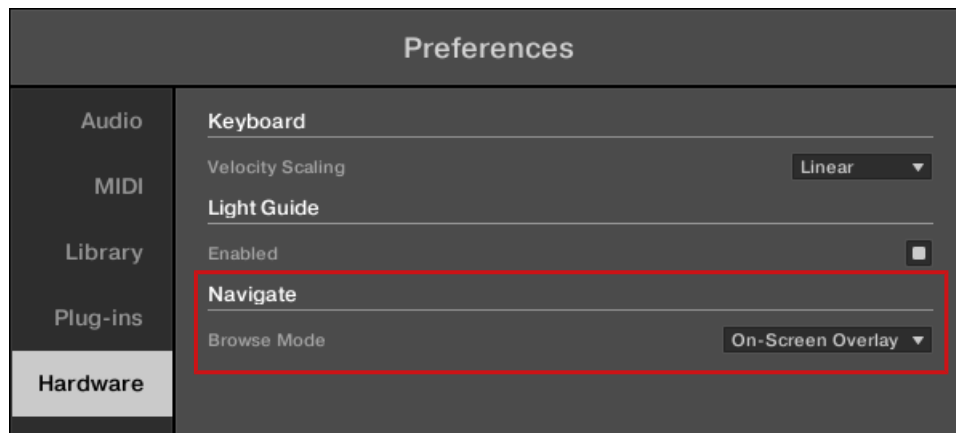 Preferences
Audio
MIDI
Library
Plug-ins
Hardware
Keyboard
Velocity Scaling Linear
Light Guide
Enabled
Navigate
Browse Mode On-Screen Overlay